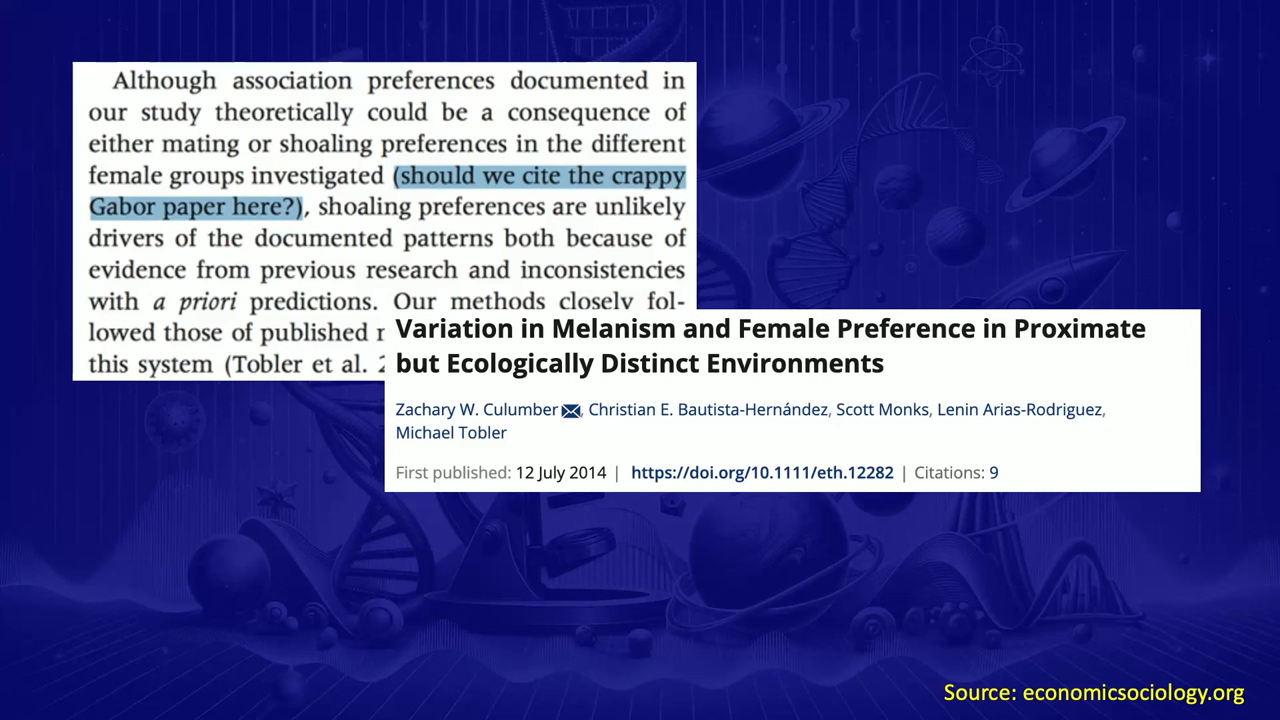 Although association preferences documented in
our study theoretically could be a consequence of
either mating or shoaling preferences in the different
female groups investigated (should we cite the crappy
Gabor paper here?), shoaling preferences are unlikely
drivers of the documented patterns both because of
evidence from previous research and inconsistencies
with a priori predictions. Our methods closely fol-
lowed those of published
this system (Tobler et al.
Variation in Melanism and Female Preference in Proximate
but Ecologically Distinct Environments
Zachary W. Culumber, Christian E. Bautista-Hernández, Scott Monks, Lenin Arias-Rodriguez,
Michael Tobler
First published: 12 July 2014 | https://doi.org/10.1111/eth.12282 | Citations: 9
Source: economicsociology.org